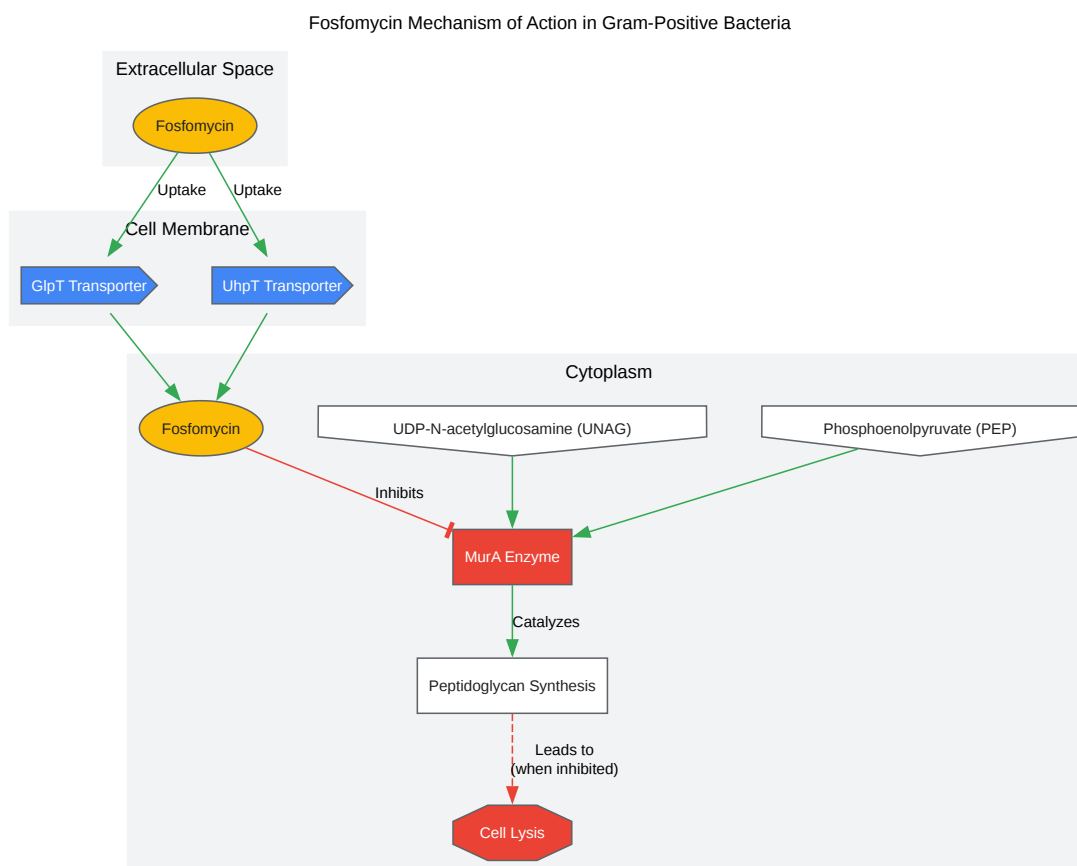 Fosfomycin Mechanism of Action in Gram-Positive Bacteria
Extracellular Space
Fosfomycin
Uptake
Uptake
Cell Membrane
GlpT Transporter
UhpT Transporter
Cytoplasm
Fosfomycin
UDP-N-acetylglucosamine (UNAG)
Phosphoenolpyruvate (PEP)
Inhibits
MurA Enzyme
Catalyzes
Peptidoglycan Synthesis
Leads to
(when inhibited)
Cell Lysis